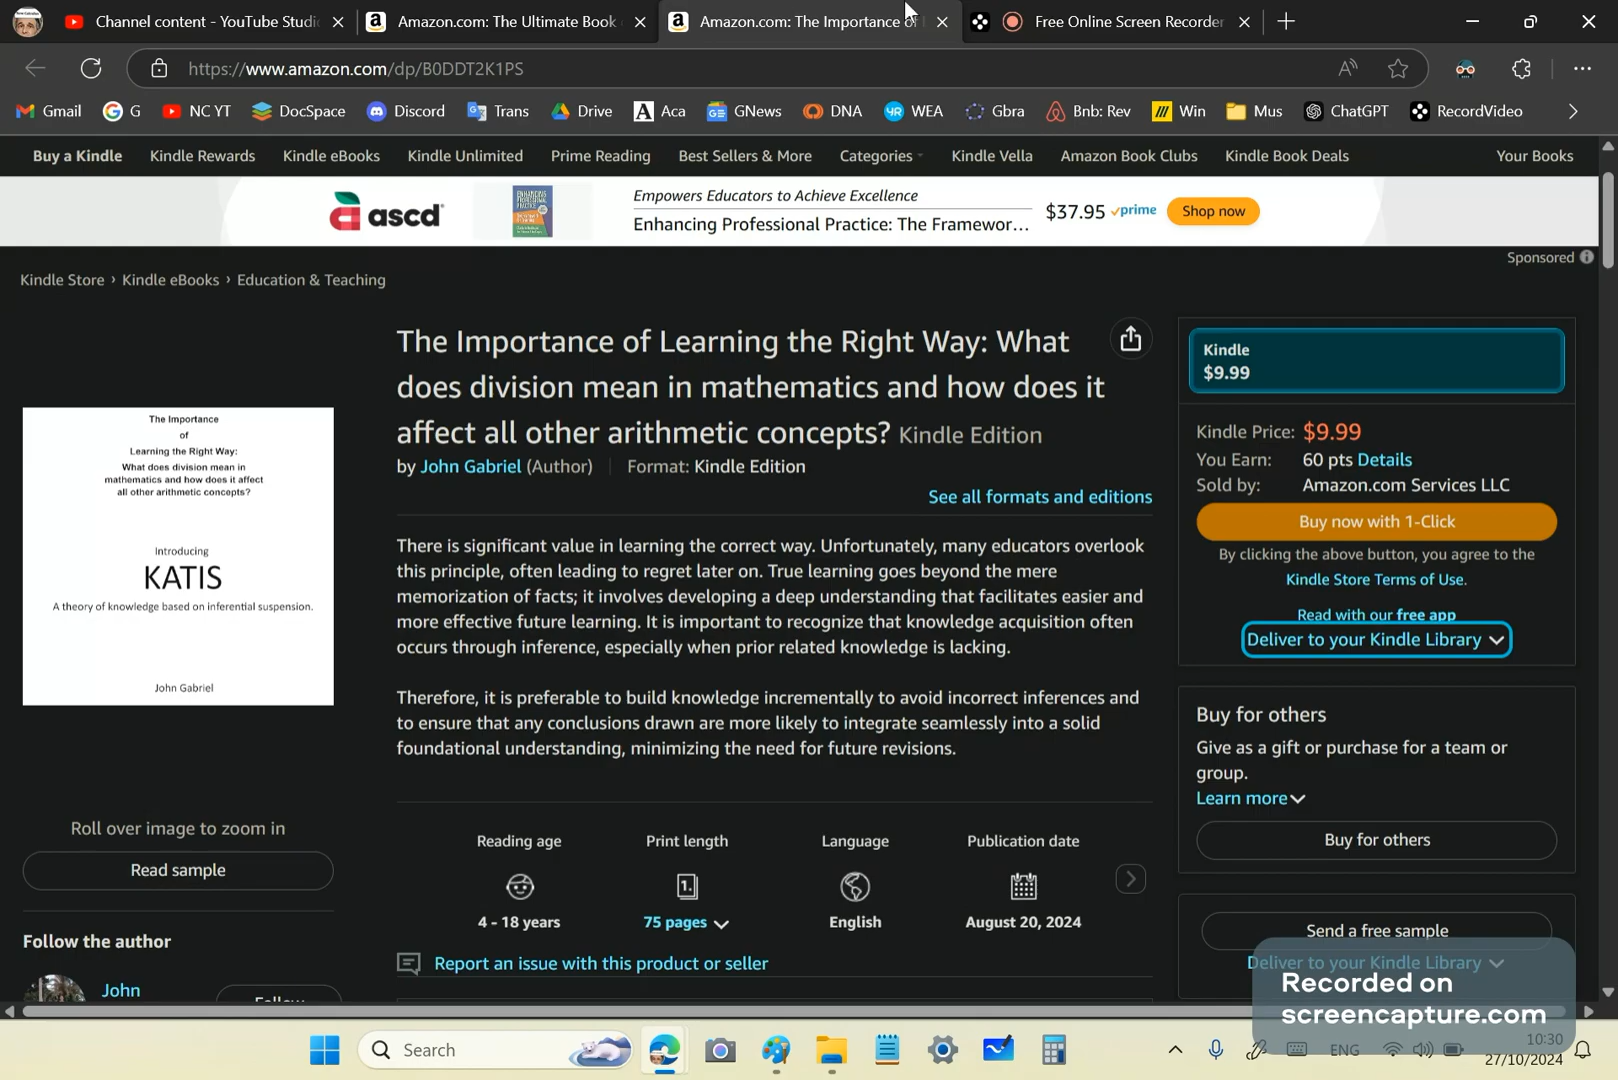 Channel content - YouTube Studio
Amazon.com: The Ultimate Book
Amazon.com: The Importance of
Free Online Screen Recorder
https://www.amazon.com/dp/B0DDT2K1PS
Gmail
G
NC YT
DocSpace
Discord
Trans
Drive
Aca
GNews
DNA
WEA
Gbra
Bnb: Rev
Win
Mus
ChatGPT
RecordVideo
Buy a Kindle
Kindle Rewards
Kindle eBooks
Kindle Unlimited
Prime Reading
Best Sellers & More
Categories
Kindle Vella
Amazon Book Clubs
Kindle Book Deals
Your Books
ascd
Empowers Educators to Achieve Excellence
Enhancing Professional Practice: The Framewor...
$37.95 prime
Shop now
Sponsored
Kindle Store › Kindle eBooks › Education & Teaching
The Importance
of
Learning the Right Way:
What does division mean in
mathematics and how does it affect
all other arithmetic concepts?
Introducing
KATIS
A theory of knowledge based on inferential suspension.
John Gabriel
Roll over image to zoom in
Read sample
Follow the author
John
Follow
The Importance of Learning the Right Way: What
does division mean in mathematics and how does it
affect all other arithmetic concepts? Kindle Edition
by John Gabriel (Author) | Format: Kindle Edition
See all formats and editions
There is significant value in learning the correct way. Unfortunately, many educators overlook
this principle, often leading to regret later on. True learning goes beyond the mere
memorization of facts; it involves developing a deep understanding that facilitates easier and
more effective future learning. It is important to recognize that knowledge acquisition often
occurs through inference, especially when prior related knowledge is lacking.
Therefore, it is preferable to build knowledge incrementally to avoid incorrect inferences and
to ensure that any conclusions drawn are more likely to integrate seamlessly into a solid
foundational understanding, minimizing the need for future revisions.
Reading age
4 - 18 years
Print length
1.
75 pages
Language
English
Publication date
August 20, 2024
Report an issue with this product or seller
Kindle
$9.99
Kindle Price: $9.99
You Earn: 60 pts Details
Sold by: Amazon.com Services LLC
Buy now with 1-Click
By clicking the above button, you agree to the
Kindle Store Terms of Use.
Read with our free app
Deliver to your Kindle Library
Buy for others
Give as a gift or purchase for a team or
group.
Learn more
Buy for others
Send a free sample
Deliver to your Kindle Library
Recorded on
screencapture.com
Search
ENG
10:30
27/10/2024